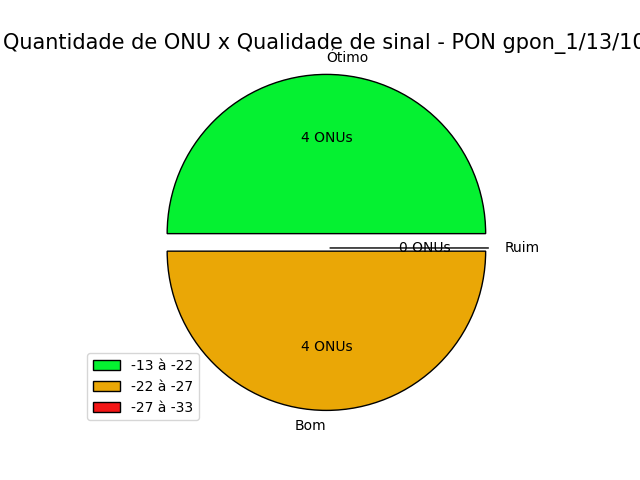 Quantidade de ONU x Qualidade de sinal - PON gpon_1/13/10
Ótimo
4 ONUs
0 ONUs
Ruim
4 ONUs
-13 à -22
-22 à -27
-27 à -33
Bom